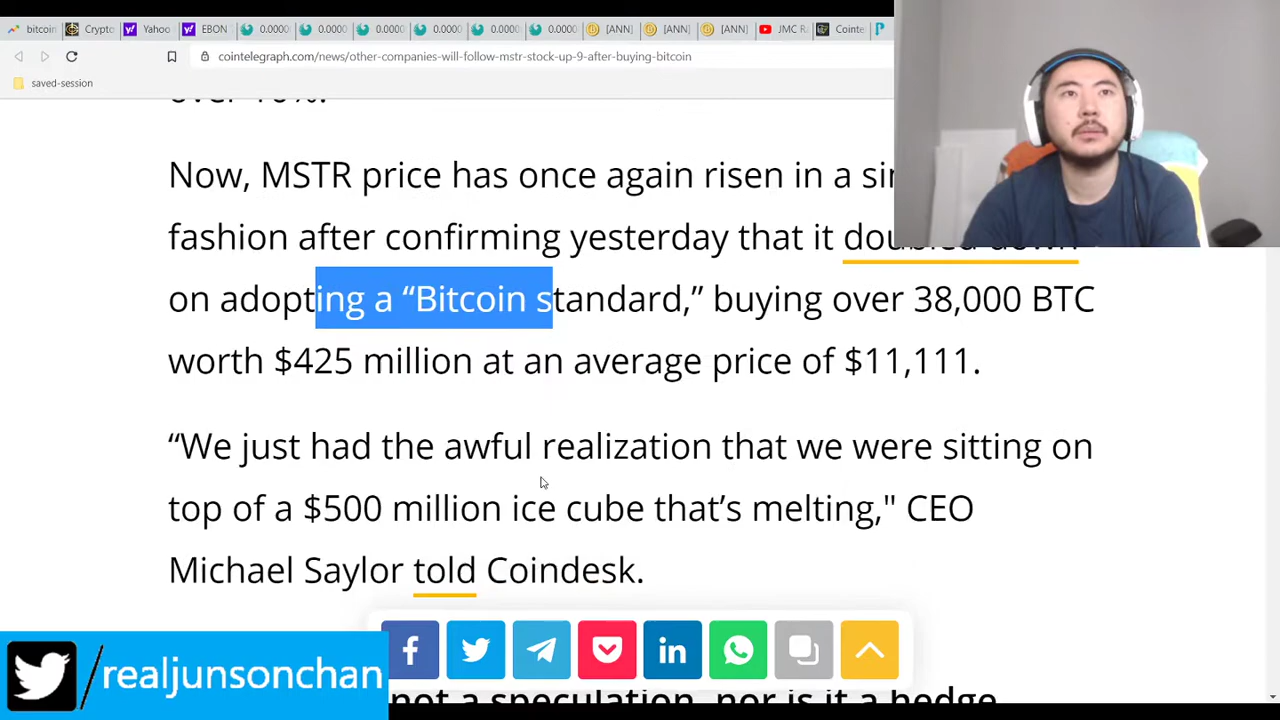 bitcoin
Crypto
Yahoo
EBON
0.0000
0.0000
0.0000
0.0000
0.0000
0.0000
[ANN]
[ANN]
[ANN]
JMC R
Cointe
cointelegraph.com/news/other-companies-will-follow-mstr-stock-up-9-after-buying-bitcoin
saved-session
Now, MSTR price has once again risen in a
fashion after confirming yesterday that it doubled down
on adopting a “Bitcoin standard,” buying over 38,000 BTC
worth $425 million at an average price of $11,111.
“We just had the awful realization that we were sitting on
top of a $500 million ice cube that’s melting," CEO
Michael Saylor told Coindesk.
/realjunsonchan
not a speculation, nor is it a hedge